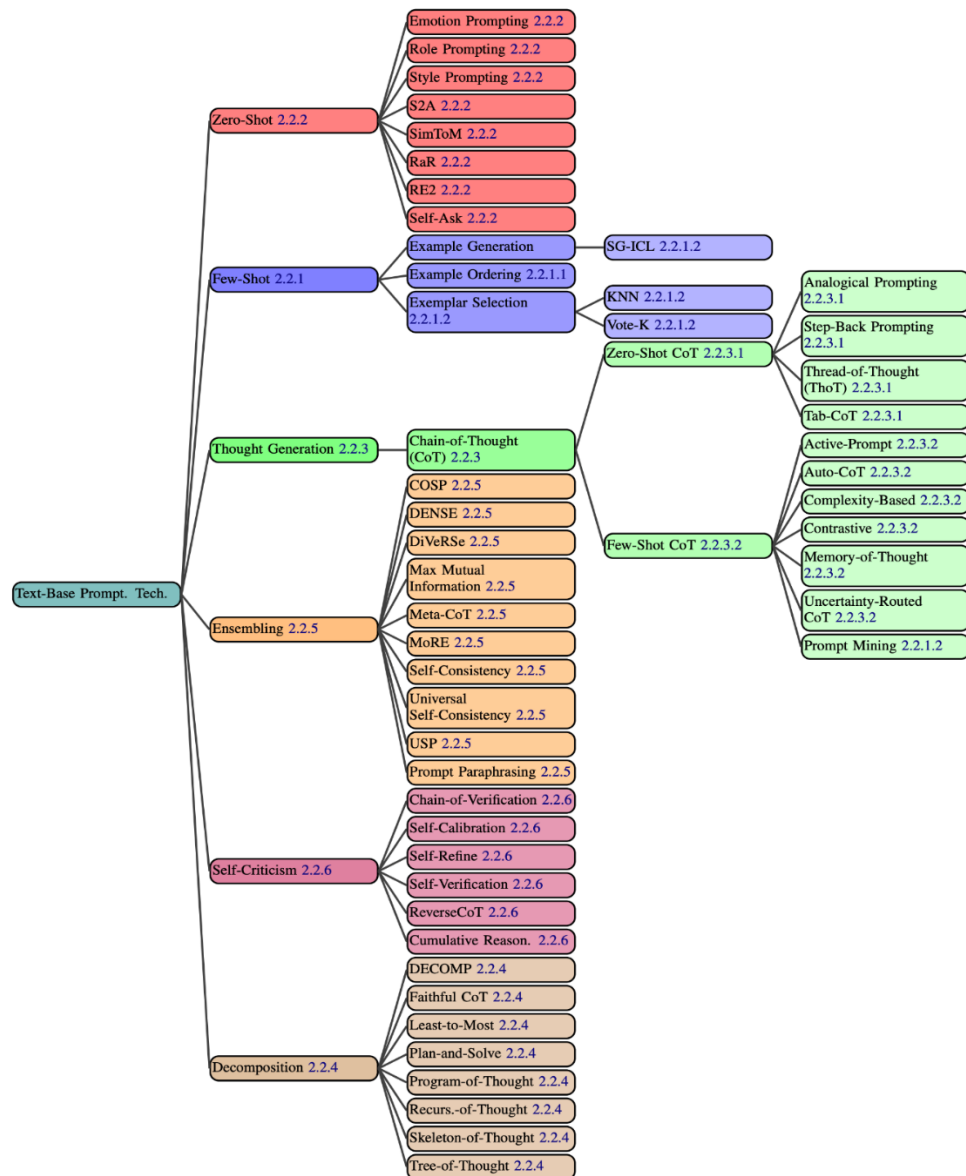 Text-Base Prompt. Tech.
Zero-Shot 2.2.2
Emotion Prompting 2.2.2
Role Prompting 2.2.2
Style Prompting 2.2.2
S2A 2.2.2
SimToM 2.2.2
RaR 2.2.2
RE2 2.2.2
Self-Ask 2.2.2
Few-Shot 2.2.1
Example Generation
SG-ICL 2.2.1.2
Example Ordering 2.2.1.1
Exemplar Selection
2.2.1.2
KNN 2.2.1.2
Vote-K 2.2.1.2
Thought Generation 2.2.3
Chain-of-Thought
(CoT) 2.2.3
Zero-Shot CoT 2.2.3.1
Analogical Prompting
2.2.3.1
Step-Back Prompting
2.2.3.1
Thread-of-Thought
(ThoT) 2.2.3.1
Tab-CoT 2.2.3.1
Few-Shot CoT 2.2.3.2
Active-Prompt 2.2.3.2
Auto-CoT 2.2.3.2
Complexity-Based 2.2.3.2
Contrastive 2.2.3.2
Memory-of-Thought
2.2.3.2
Uncertainty-Routed
CoT 2.2.3.2
Prompt Mining 2.2.1.2
Ensembling 2.2.5
COSP 2.2.5
DENSE 2.2.5
DiVeRSe 2.2.5
Max Mutual
Information 2.2.5
Meta-CoT 2.2.5
MoRE 2.2.5
Self-Consistency 2.2.5
Universal
Self-Consistency 2.2.5
USP 2.2.5
Prompt Paraphrasing 2.2.5
Self-Criticism 2.2.6
Chain-of-Verification 2.2.6
Self-Calibration 2.2.6
Self-Refine 2.2.6
Self-Verification 2.2.6
ReverseCoT 2.2.6
Cumulative Reason. 2.2.6
Decomposition 2.2.4
DECOMP 2.2.4
Faithful CoT 2.2.4
Least-to-Most 2.2.4
Plan-and-Solve 2.2.4
Program-of-Thought 2.2.4
Recurs.-of-Thought 2.2.4
Skeleton-of-Thought 2.2.4
Tree-of-Thought 2.2.4